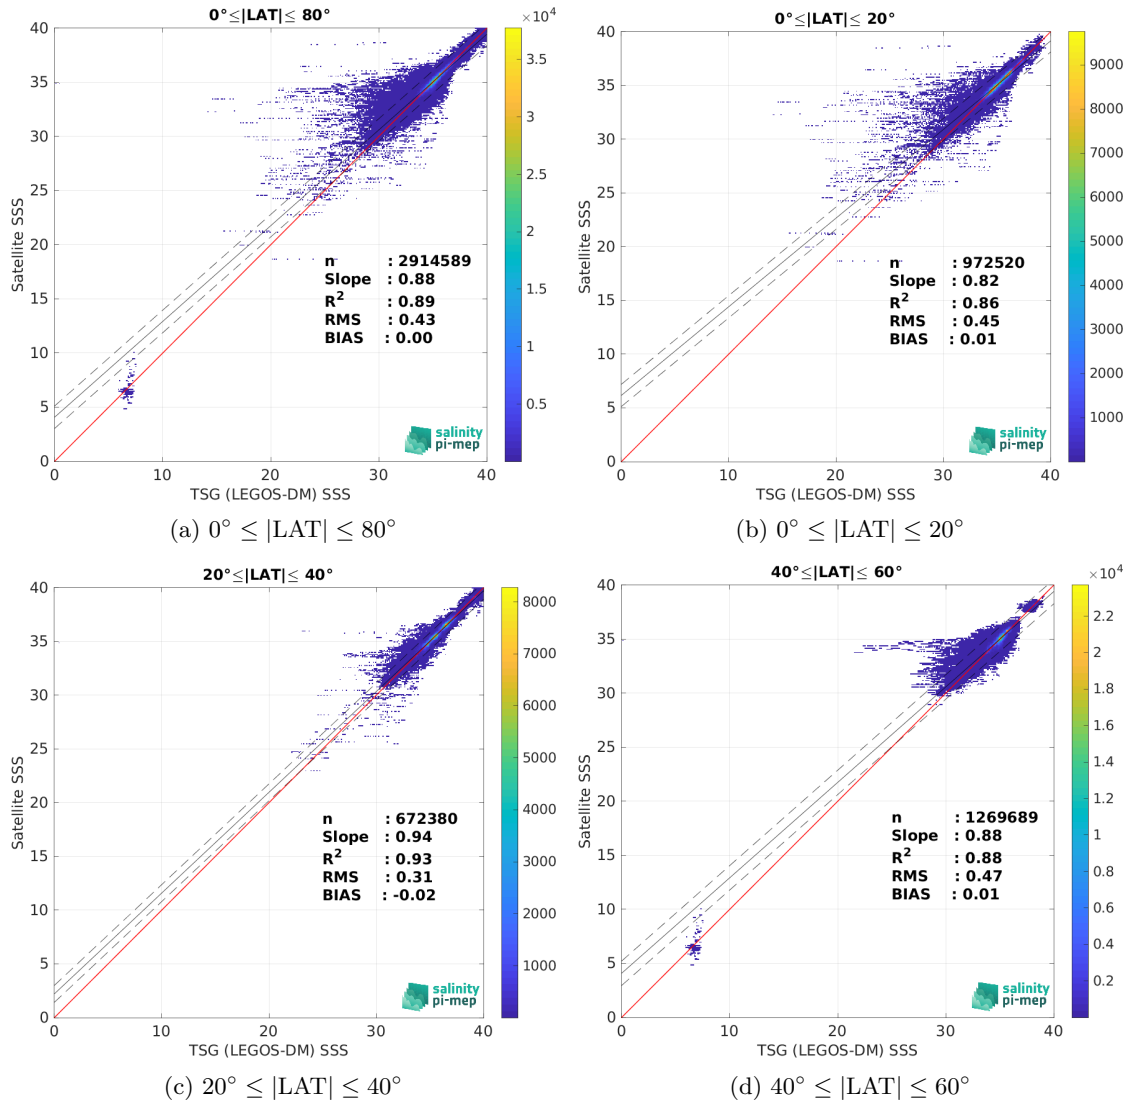 0°≤|LAT|≤ 80°
×10⁴
40
35
30
25
20
15
10
5
0
Satellite SSS
3.5
3
2.5
2
1.5
1
0.5
n : 2914589
Slope : 0.88
R² : 0.89
RMS : 0.43
BIAS : 0.00
salinity
pi-mep
0 10 20 30 40
TSG (LEGOS-DM) SSS
(a) 0° ≤ |LAT| ≤ 80°
0°≤|LAT|≤ 20°
40
35
30
25
20
15
10
5
0
Satellite SSS
9000
8000
7000
6000
5000
4000
3000
2000
1000
n : 972520
Slope : 0.82
R² : 0.86
RMS : 0.45
BIAS : 0.01
salinity
pi-mep
0 10 20 30 40
TSG (LEGOS-DM) SSS
(b) 0° ≤ |LAT| ≤ 20°
20°≤|LAT|≤ 40°
40
35
30
25
20
15
10
5
0
Satellite SSS
8000
7000
6000
5000
4000
3000
2000
1000
n : 672380
Slope : 0.94
R² : 0.93
RMS : 0.31
BIAS : -0.02
salinity
pi-mep
0 10 20 30 40
TSG (LEGOS-DM) SSS
(c) 20° ≤ |LAT| ≤ 40°
40°≤|LAT|≤ 60°
×10⁴
40
35
30
25
20
15
10
5
0
Satellite SSS
2.2
2
1.8
1.6
1.4
1.2
1
0.8
0.6
0.4
0.2
n : 1269689
Slope : 0.88
R² : 0.88
RMS : 0.47
BIAS : 0.01
salinity
pi-mep
0 10 20 30 40
TSG (LEGOS-DM) SSS
(d) 40° ≤ |LAT| ≤ 60°